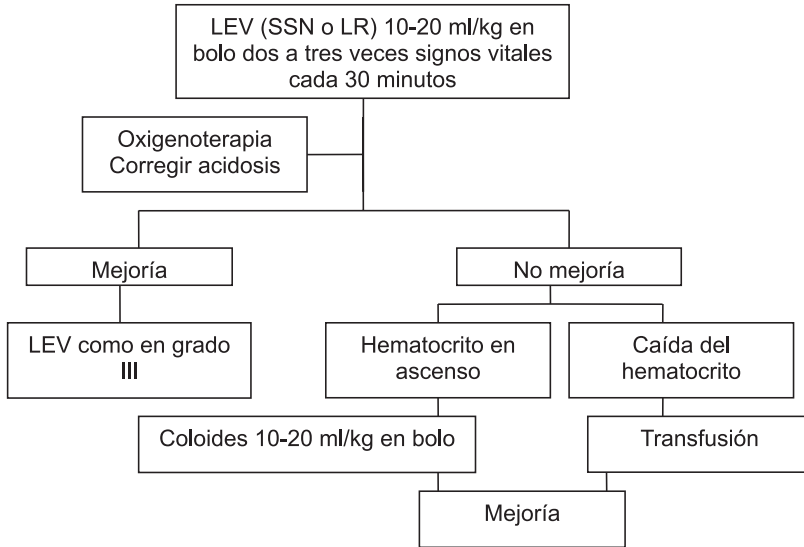 LEV (SSN o LR) 10-20 ml/kg en
bolo dos a tres veces signos vitales
cada 30 minutos
Oxigenoterapia
Corregir acidosis
Mejoría
No mejoría
LEV como en grado
III
Hematocrito en
ascenso
Caída del
hematocrito
Coloides 10-20 ml/kg en bolo
Transfusión
Mejoría